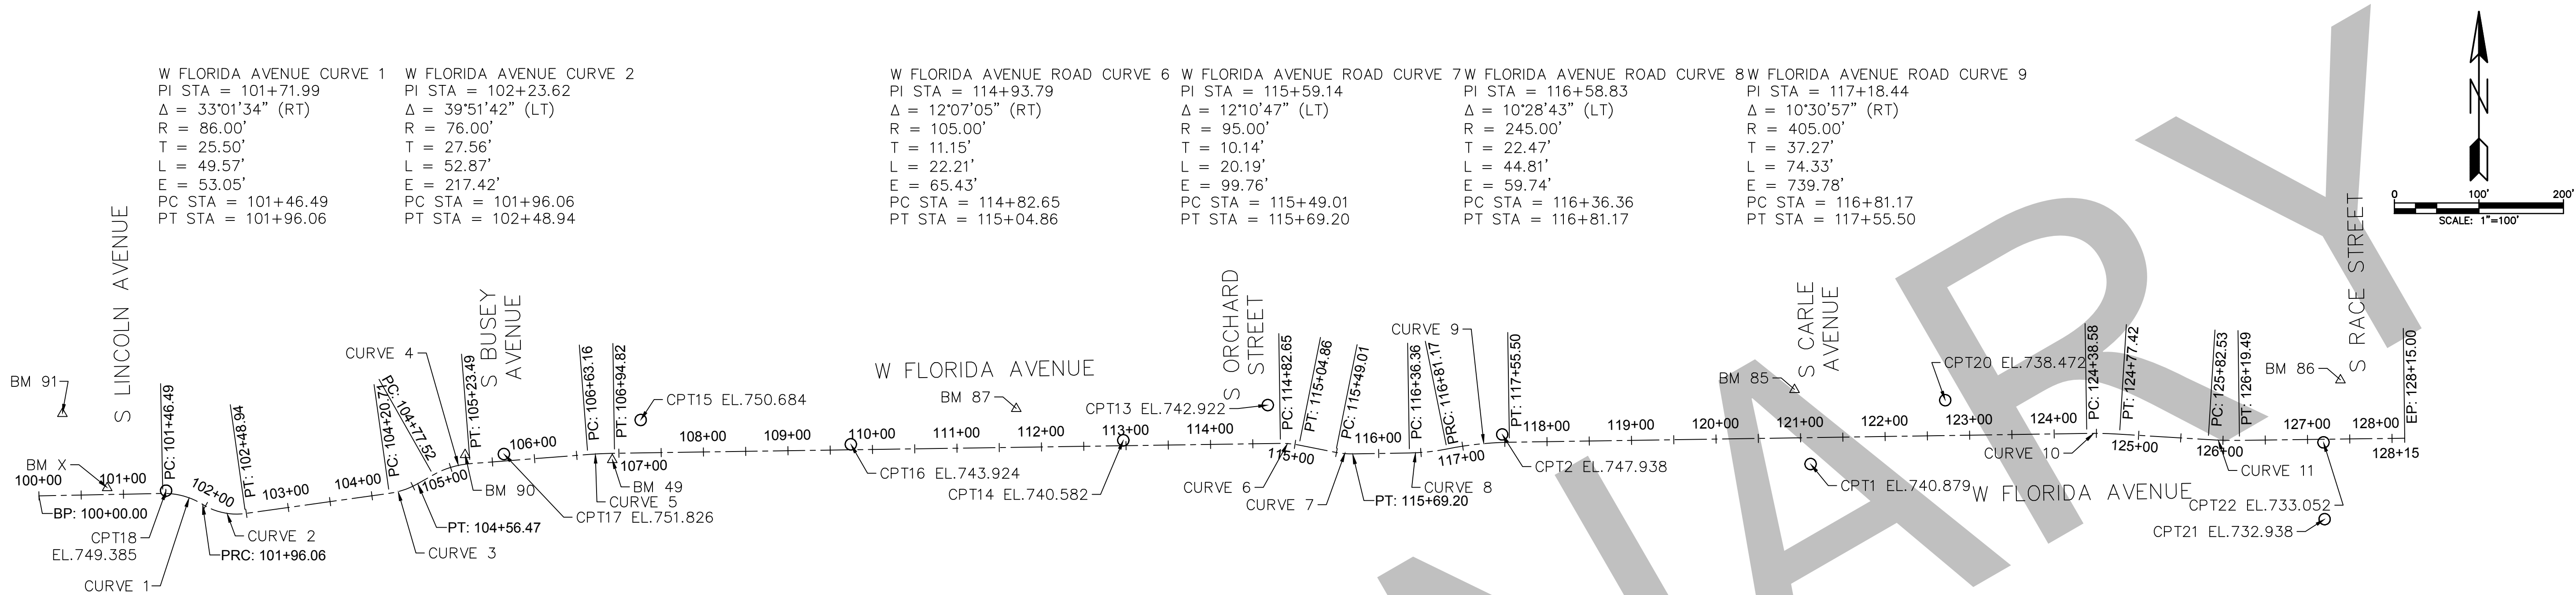 W FLORIDA AVENUE CURVE 1
PI STA = 101+71.99
Δ = 33°01'34" (RT)
R = 86.00'
T = 25.50'
L = 49.57'
E = 53.05'
PC STA = 101+46.49
PT STA = 101+96.06
W FLORIDA AVENUE CURVE 2
PI STA = 102+23.62
Δ = 39°51'42" (LT)
R = 76.00'
T = 27.56'
L = 52.87'
E = 217.42'
PC STA = 101+96.06
PT STA = 102+48.94
W FLORIDA AVENUE ROAD CURVE 6
PI STA = 114+93.79
Δ = 12°07'05" (RT)
R = 105.00'
T = 11.15'
L = 22.21'
E = 65.43'
PC STA = 114+82.65
PT STA = 115+04.86
W FLORIDA AVENUE ROAD CURVE 7
PI STA = 115+59.14
Δ = 12°10'47" (LT)
R = 95.00'
T = 10.14'
L = 20.19'
E = 99.76'
PC STA = 115+49.01
PT STA = 115+69.20
W FLORIDA AVENUE ROAD CURVE 8
PI STA = 116+58.83
Δ = 10°28'43" (LT)
R = 245.00'
T = 22.47'
L = 44.81'
E = 59.74'
PC STA = 116+36.36
PT STA = 116+81.17
W FLORIDA AVENUE ROAD CURVE 9
PI STA = 117+18.44
Δ = 10°30'57" (RT)
R = 405.00'
T = 37.27'
L = 74.33'
E = 739.78'
PC STA = 116+81.17
PT STA = 117+55.50
N
0 100' 200'
SCALE: 1"=100'
S LINCOLN AVENUE
S BUSEY
AVENUE
S ORCHARD
STREET
S CARLE
AVENUE
S RACE STREET
W FLORIDA AVENUE
W FLORIDA AVENUE
BM 91
BM X
100+00
101+00
BP: 100+00.00
PC: 101+46.49
CPT18
EL.749.385
CURVE 1
102+00
PRC: 101+96.06
CURVE 2
PT: 102+48.94
103+00
104+00
CURVE 4
PC: 104+20.71
PC: 104+77.52
105+00
PT: 104+56.47
CURVE 3
PT: 105+23.49
BM 90
106+00
CPT17 EL.751.826
PC: 106+63.16
PT: 106+94.82
CURVE 5
BM 49
107+00
CPT15 EL.750.684
108+00
109+00
110+00
CPT16 EL.743.924
111+00
BM 87
112+00
113+00
CPT14 EL.740.582
CPT13 EL.742.922
114+00
PC: 114+82.65
115+00
CURVE 6
PT: 115+04.86
PC: 115+49.01
CURVE 7
PT: 115+69.20
116+00
PC: 116+36.36
CURVE 8
PRC: 116+81.17
CURVE 9
117+00
PT: 117+55.50
CPT2 EL.747.938
118+00
119+00
120+00
BM 85
121+00
CPT1 EL.740.879
122+00
CPT20 EL.738.472
123+00
124+00
PC: 124+38.58
CURVE 10
PT: 124+77.42
125+00
PC: 125+82.53
126+00
PT: 126+19.49
CURVE 11
127+00
BM 86
CPT22 EL.733.052
CPT21 EL.732.938
128+00
128+15
EP: 128+15.00
NARY